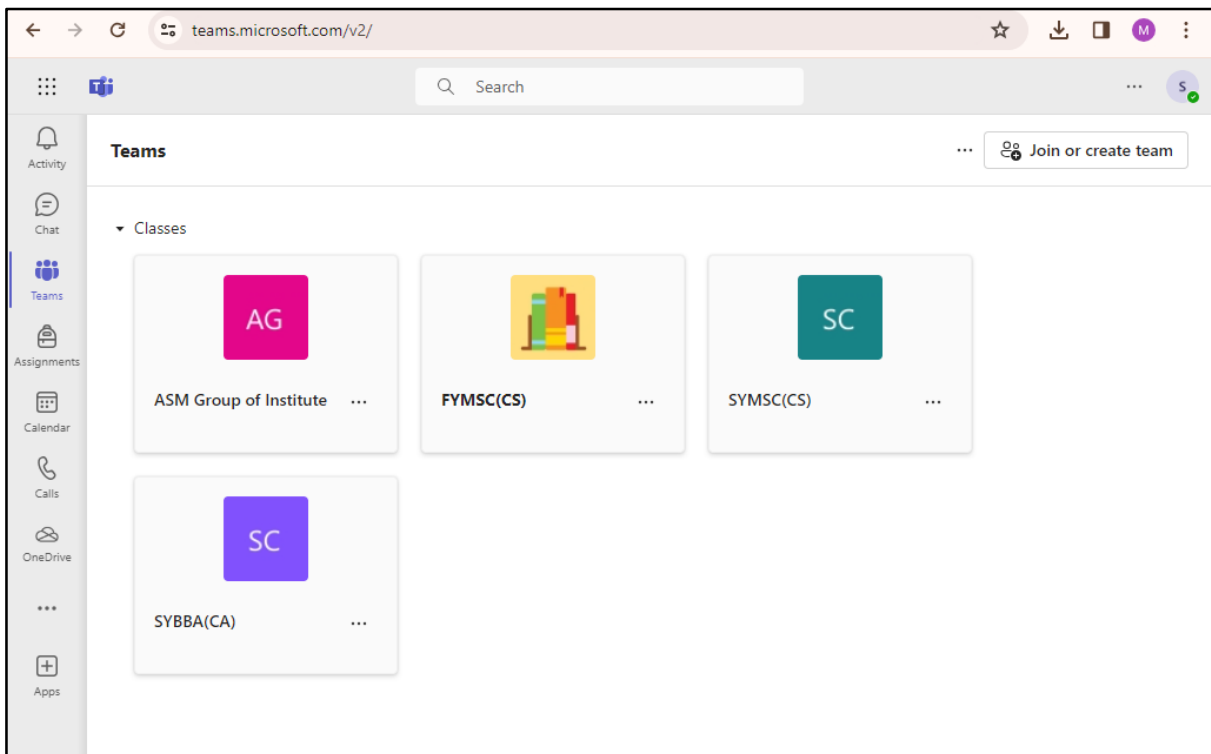 teams.microsoft.com/v2/
M
Search
S
Activity
Chat
Teams
Assignments
Calendar
Calls
OneDrive
Apps
Teams
Join or create team
Classes
AG
ASM Group of Institute
FYMSC(CS)
SC
SYMSC(CS)
SC
SYBBA(CA)